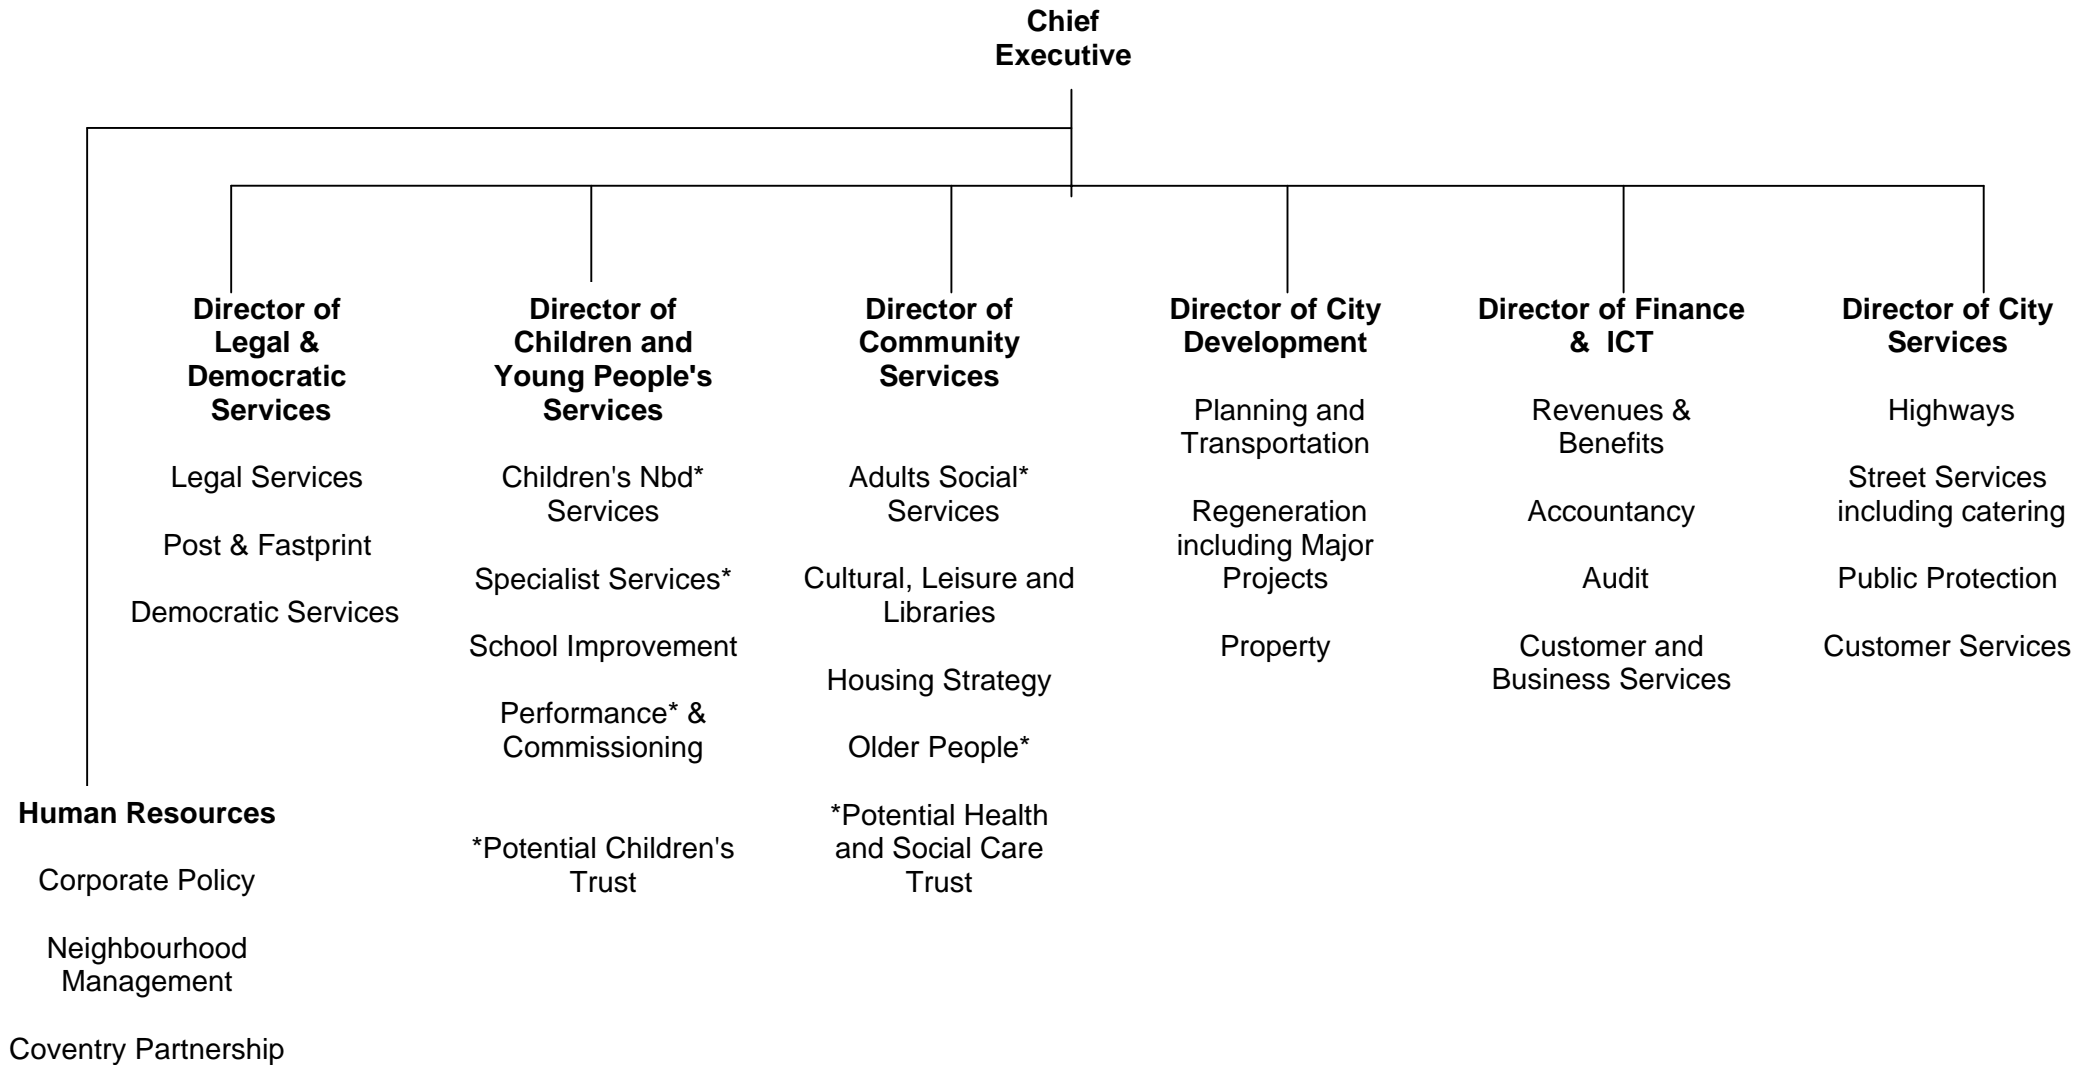 Chief
Executive
Director of
Legal &
Democratic
Services
Legal Services
Post & Fastprint
Democratic Services
Director of
Children and
Young People's
Services
Children's Nbd*
Services
Specialist Services*
School Improvement
Performance* &
Commissioning
*Potential Children's
Trust
Director of
Community
Services
Adults Social*
Services
Cultural, Leisure and
Libraries
Housing Strategy
Older People*
*Potential Health
and Social Care
Trust
Director of City
Development
Planning and
Transportation
Regeneration
including Major
Projects
Property
Director of Finance
& ICT
Revenues &
Benefits
Accountancy
Audit
Customer and
Business Services
Director of City
Services
Highways
Street Services
including catering
Public Protection
Customer Services
Human Resources
Corporate Policy
Neighbourhood
Management
Coventry Partnership